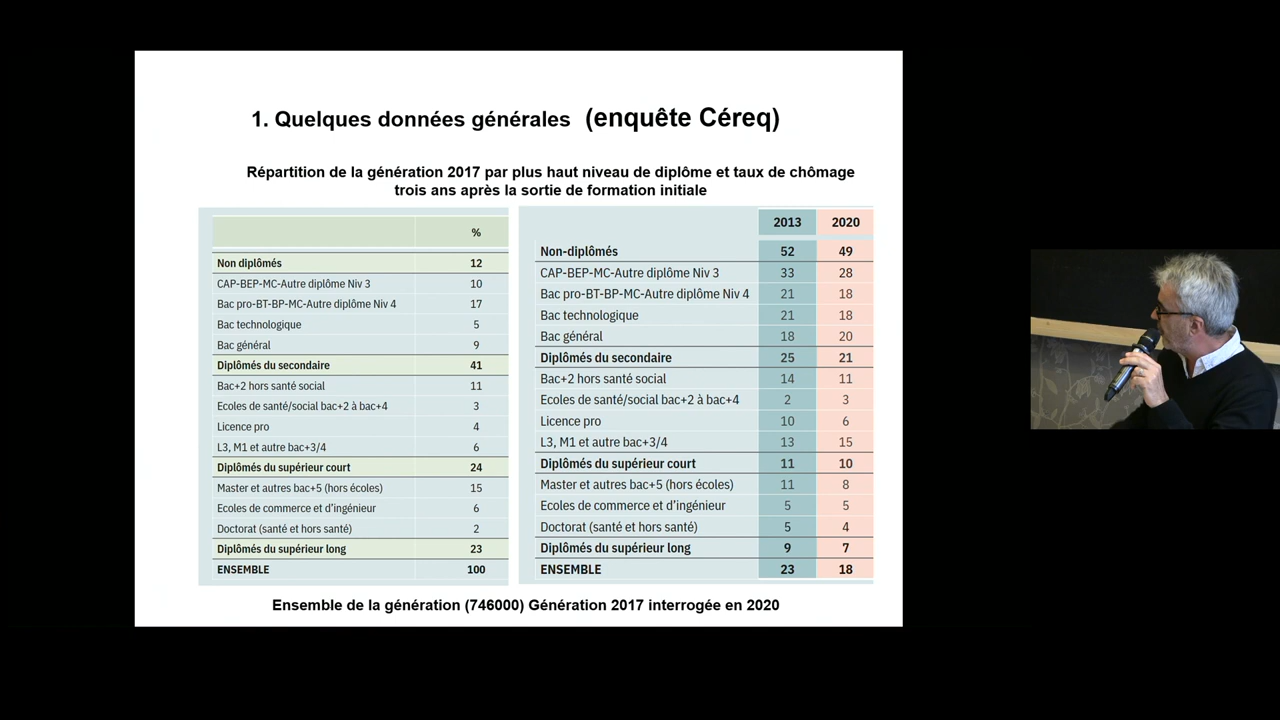 1. Quelques données générales (enquête Céreq)
Répartition de la génération 2017 par plus haut niveau de diplôme et taux de chômage
trois ans après la sortie de formation initiale
%
Non diplômés 12
CAP-BEP-MC-Autre diplôme Niv 3 10
Bac pro-BT-BP-MC-Autre diplôme Niv 4 17
Bac technologique 5
Bac général 9
Diplômés du secondaire 41
Bac+2 hors santé social 11
Ecoles de santé/social bac+2 à bac+4 3
Licence pro 4
L3, M1 et autre bac+3/4 6
Diplômés du supérieur court 24
Master et autres bac+5 (hors écoles) 15
Ecoles de commerce et d'ingénieur 6
Doctorat (santé et hors santé) 2
Diplômés du supérieur long 23
ENSEMBLE 100
2013 2020
Non-diplômés 52 49
CAP-BEP-MC-Autre diplôme Niv 3 33 28
Bac pro-BT-BP-MC-Autre diplôme Niv 4 21 18
Bac technologique 21 18
Bac général 18 20
Diplômés du secondaire 25 21
Bac+2 hors santé social 14 11
Ecoles de santé/social bac+2 à bac+4 2 3
Licence pro 10 6
L3, M1 et autre bac+3/4 13 15
Diplômés du supérieur court 11 10
Master et autres bac+5 (hors écoles) 11 8
Ecoles de commerce et d'ingénieur 5 5
Doctorat (santé et hors santé) 5 4
Diplômés du supérieur long 9 7
ENSEMBLE 23 18
Ensemble de la génération (746000) Génération 2017 interrogée en 2020